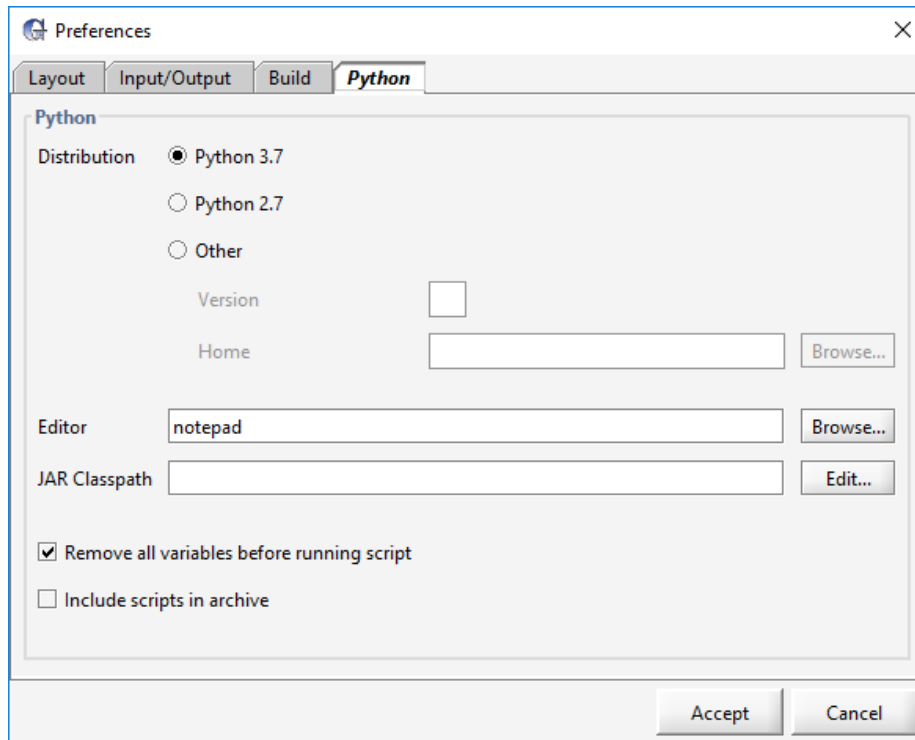 Preferences
Layout Input/Output Build Python
Python
Distribution Python 3.7
Python 2.7
Other
Version
Home Browse...
Editor notepad Browse...
JAR Classpath Edit...
Remove all variables before running script
Include scripts in archive
Accept Cancel